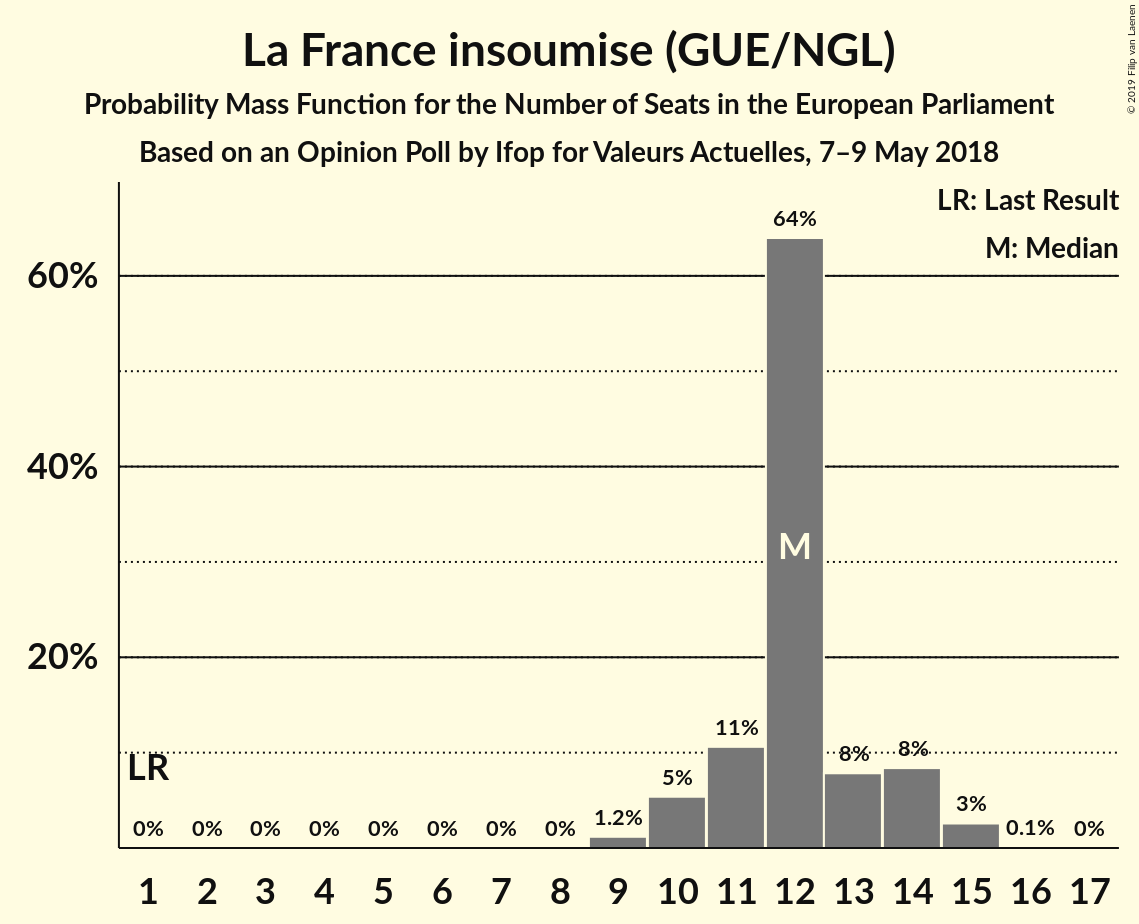 La France insoumise (GUE/NGL)
Probability Mass Function for the Number of Seats in the European Parliament
Based on an Opinion Poll by Ifop for Valeurs Actuelles, 7–9 May 2018
© 2019 Filip van Laenen
LR: Last Result
M: Median
60%
40%
20%
64%
M
LR
0% 0% 0% 0% 0% 0% 0% 0% 1.2% 5% 11% 8% 8% 3% 0.1% 0%
1 2 3 4 5 6 7 8 9 10 11 12 13 14 15 16 17